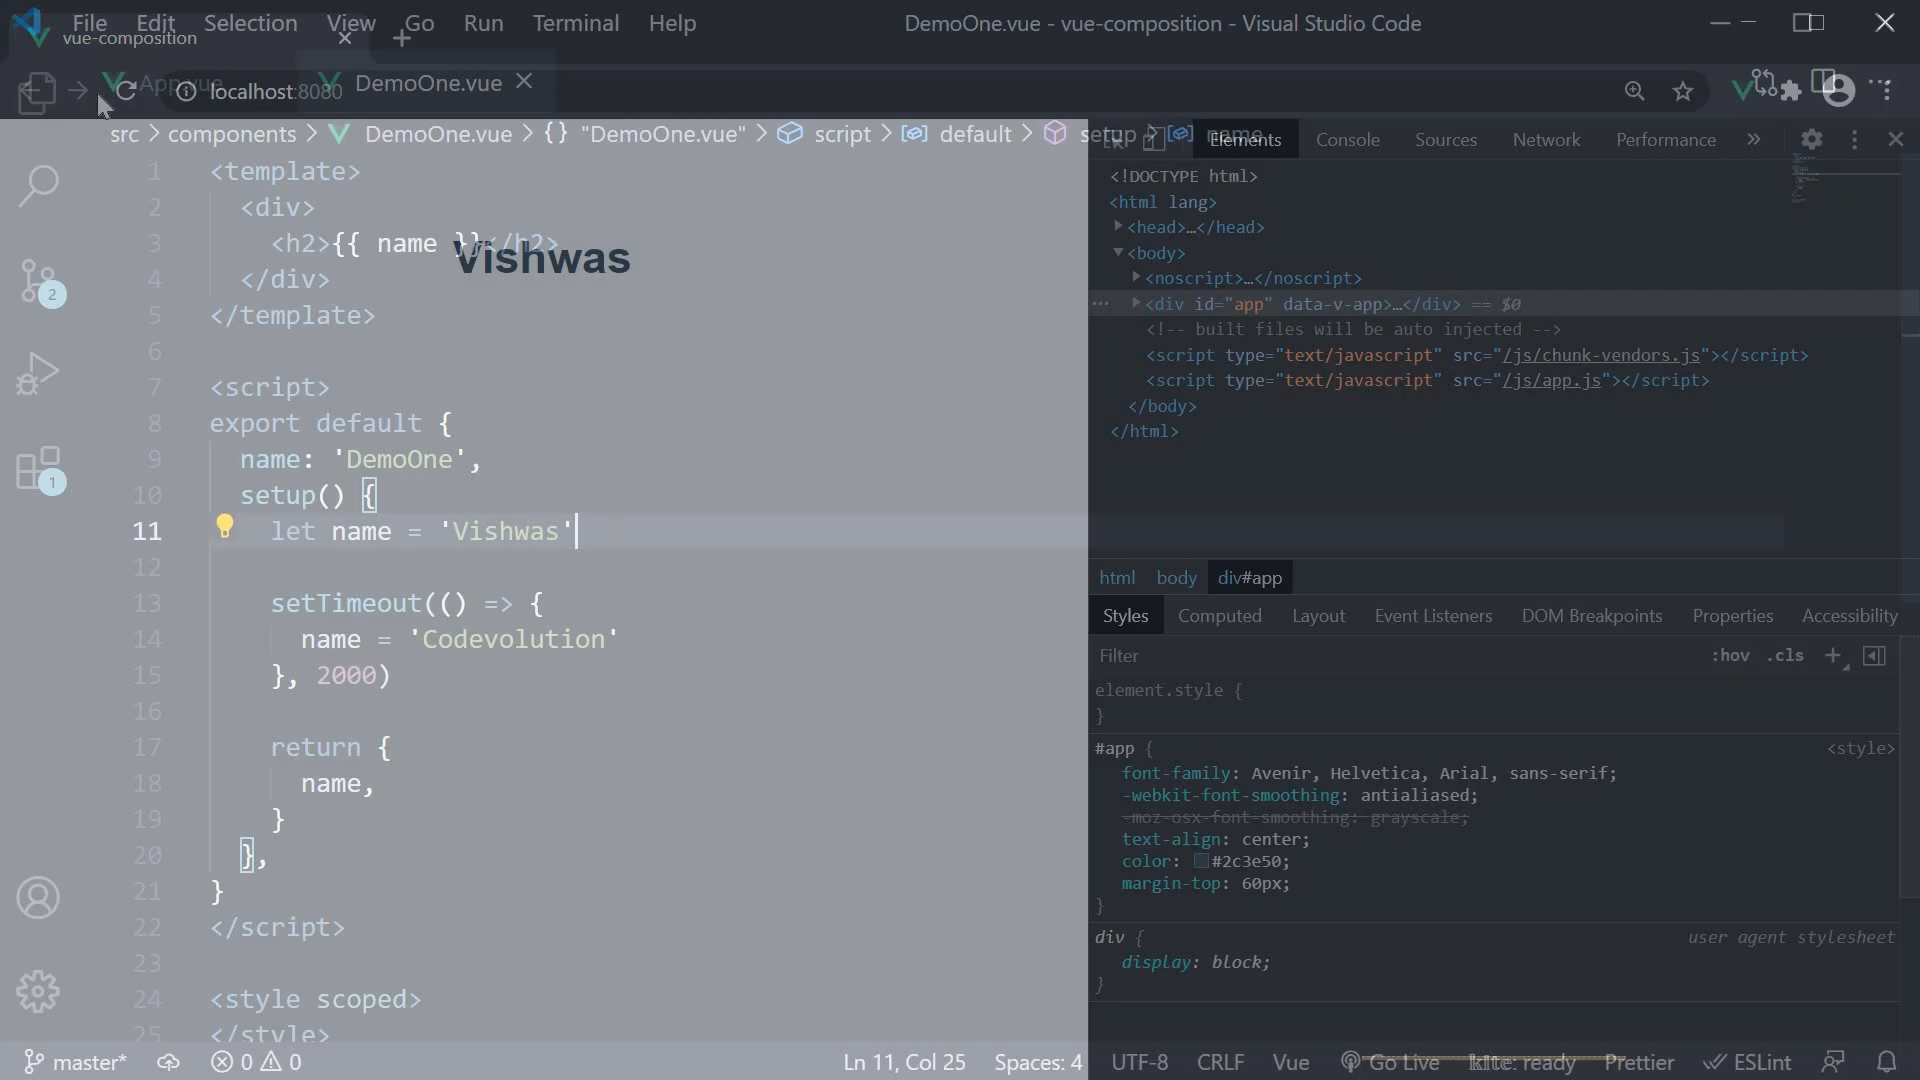 File Edit Selection View Go Run Terminal Help
DemoOne.vue - vue-composition - Visual Studio Code
vue-composition
App.vue
DemoOne.vue
localhost:8080
src > components > DemoOne.vue > {} "DemoOne.vue" > script > default > setup > name
1 <template>
2 <div>
3 <h2>{{ name }}</h2>
4 </div>
5 </template>
6
7 <script>
8 export default {
9 name: 'DemoOne',
10 setup() {
11 let name = 'Vishwas'
12
13 setTimeout(() => {
14 name = 'Codevolution'
15 }, 2000)
16
17 return {
18 name,
19 }
20 },
21 }
22 </script>
23
24 <style scoped>
25 </style>
Vishwas
2
1
Elements Console Sources Network Performance »
<!DOCTYPE html>
<html lang>
<head>…</head>
<body>
<noscript>…</noscript>
<div id="app" data-v-app>…</div> == $0
<!-- built files will be auto injected -->
<script type="text/javascript" src="/js/chunk-vendors.js"></script>
<script type="text/javascript" src="/js/app.js"></script>
</body>
</html>
html body div#app
Styles Computed Layout Event Listeners DOM Breakpoints Properties Accessibility
Filter :hov .cls +
element.style {
}
#app { <style>
font-family: Avenir, Helvetica, Arial, sans-serif;
-webkit-font-smoothing: antialiased;
-moz-osx-font-smoothing: grayscale;
text-align: center;
color: #2c3e50;
margin-top: 60px;
}
div { user agent stylesheet
display: block;
}
master* 0 0 Ln 11, Col 25 Spaces: 4 UTF-8 CRLF Vue Go Live kite: ready Prettier ESLint